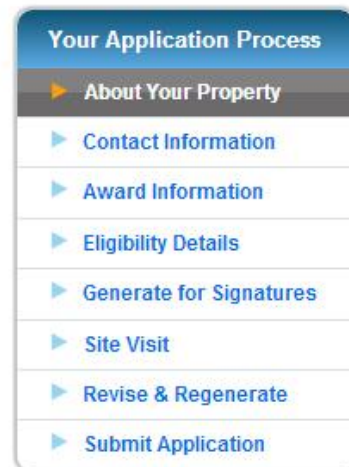 Your Application Process
About Your Property
Contact Information
Award Information
Eligibility Details
Generate for Signatures
Site Visit
Revise & Regenerate
Submit Application